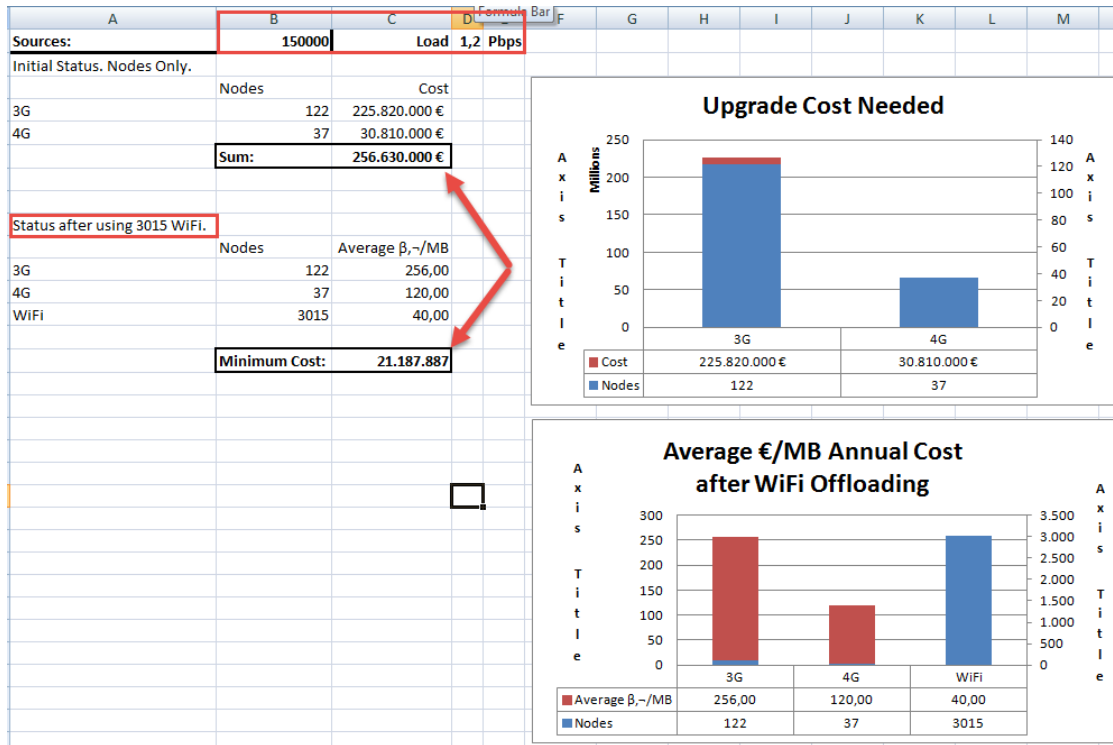 Formula Bar
A B C D F G H I J K L M
Sources: 150000 Load 1,2 Pbps
Initial Status. Nodes Only.
Nodes Cost
3G 122 225.820.000 €
4G 37 30.810.000 €
Sum: 256.630.000 €
Status after using 3015 WiFi.
Nodes Average β,¬/MB
3G 122 256,00
4G 37 120,00
WiFi 3015 40,00
Minimum Cost: 21.187.887
Upgrade Cost Needed
Axis Title
Millions
250
200
150
100
50
0
140
120
100
80
60
40
20
0
Axis Title
3G 4G
Cost 225.820.000 € 30.810.000 €
Nodes 122 37
Average €/MB Annual Cost
after WiFi Offloading
Axis Title
300
250
200
150
100
50
0
3.500
3.000
2.500
2.000
1.500
1.000
500
0
Axis Title
3G 4G WiFi
Average β,¬/MB 256,00 120,00 40,00
Nodes 122 37 3015